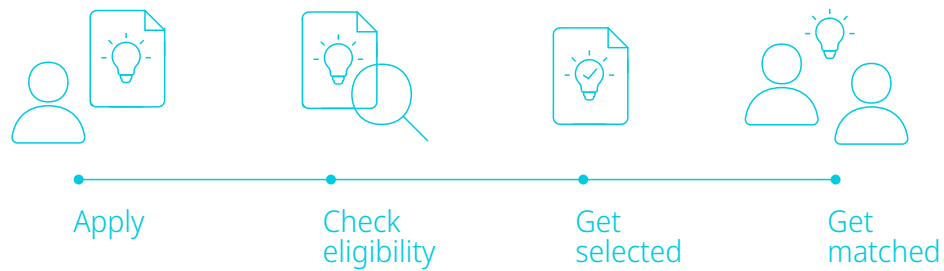 Apply
Check
eligibility
Get
selected
Get
matched